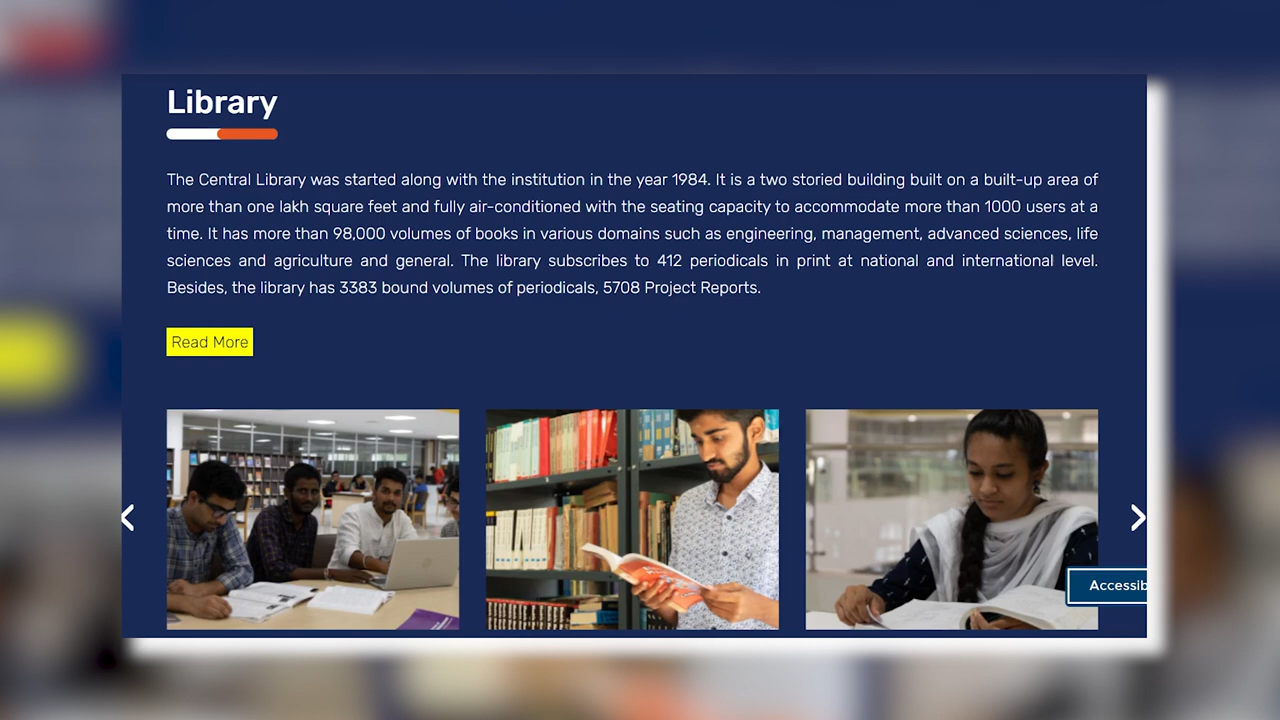 Library
The Central Library was started along with the institution in the year 1984. It is a two storied building built on a built-up area of
more than one lakh square feet and fully air-conditioned with the seating capacity to accommodate more than 1000 users at a
time. It has more than 98,000 volumes of books in various domains such as engineering, management, advanced sciences, life
sciences and agriculture and general. The library subscribes to 412 periodicals in print at national and international level.
Besides, the library has 3383 bound volumes of periodicals, 5708 Project Reports.
Read More
Accessib